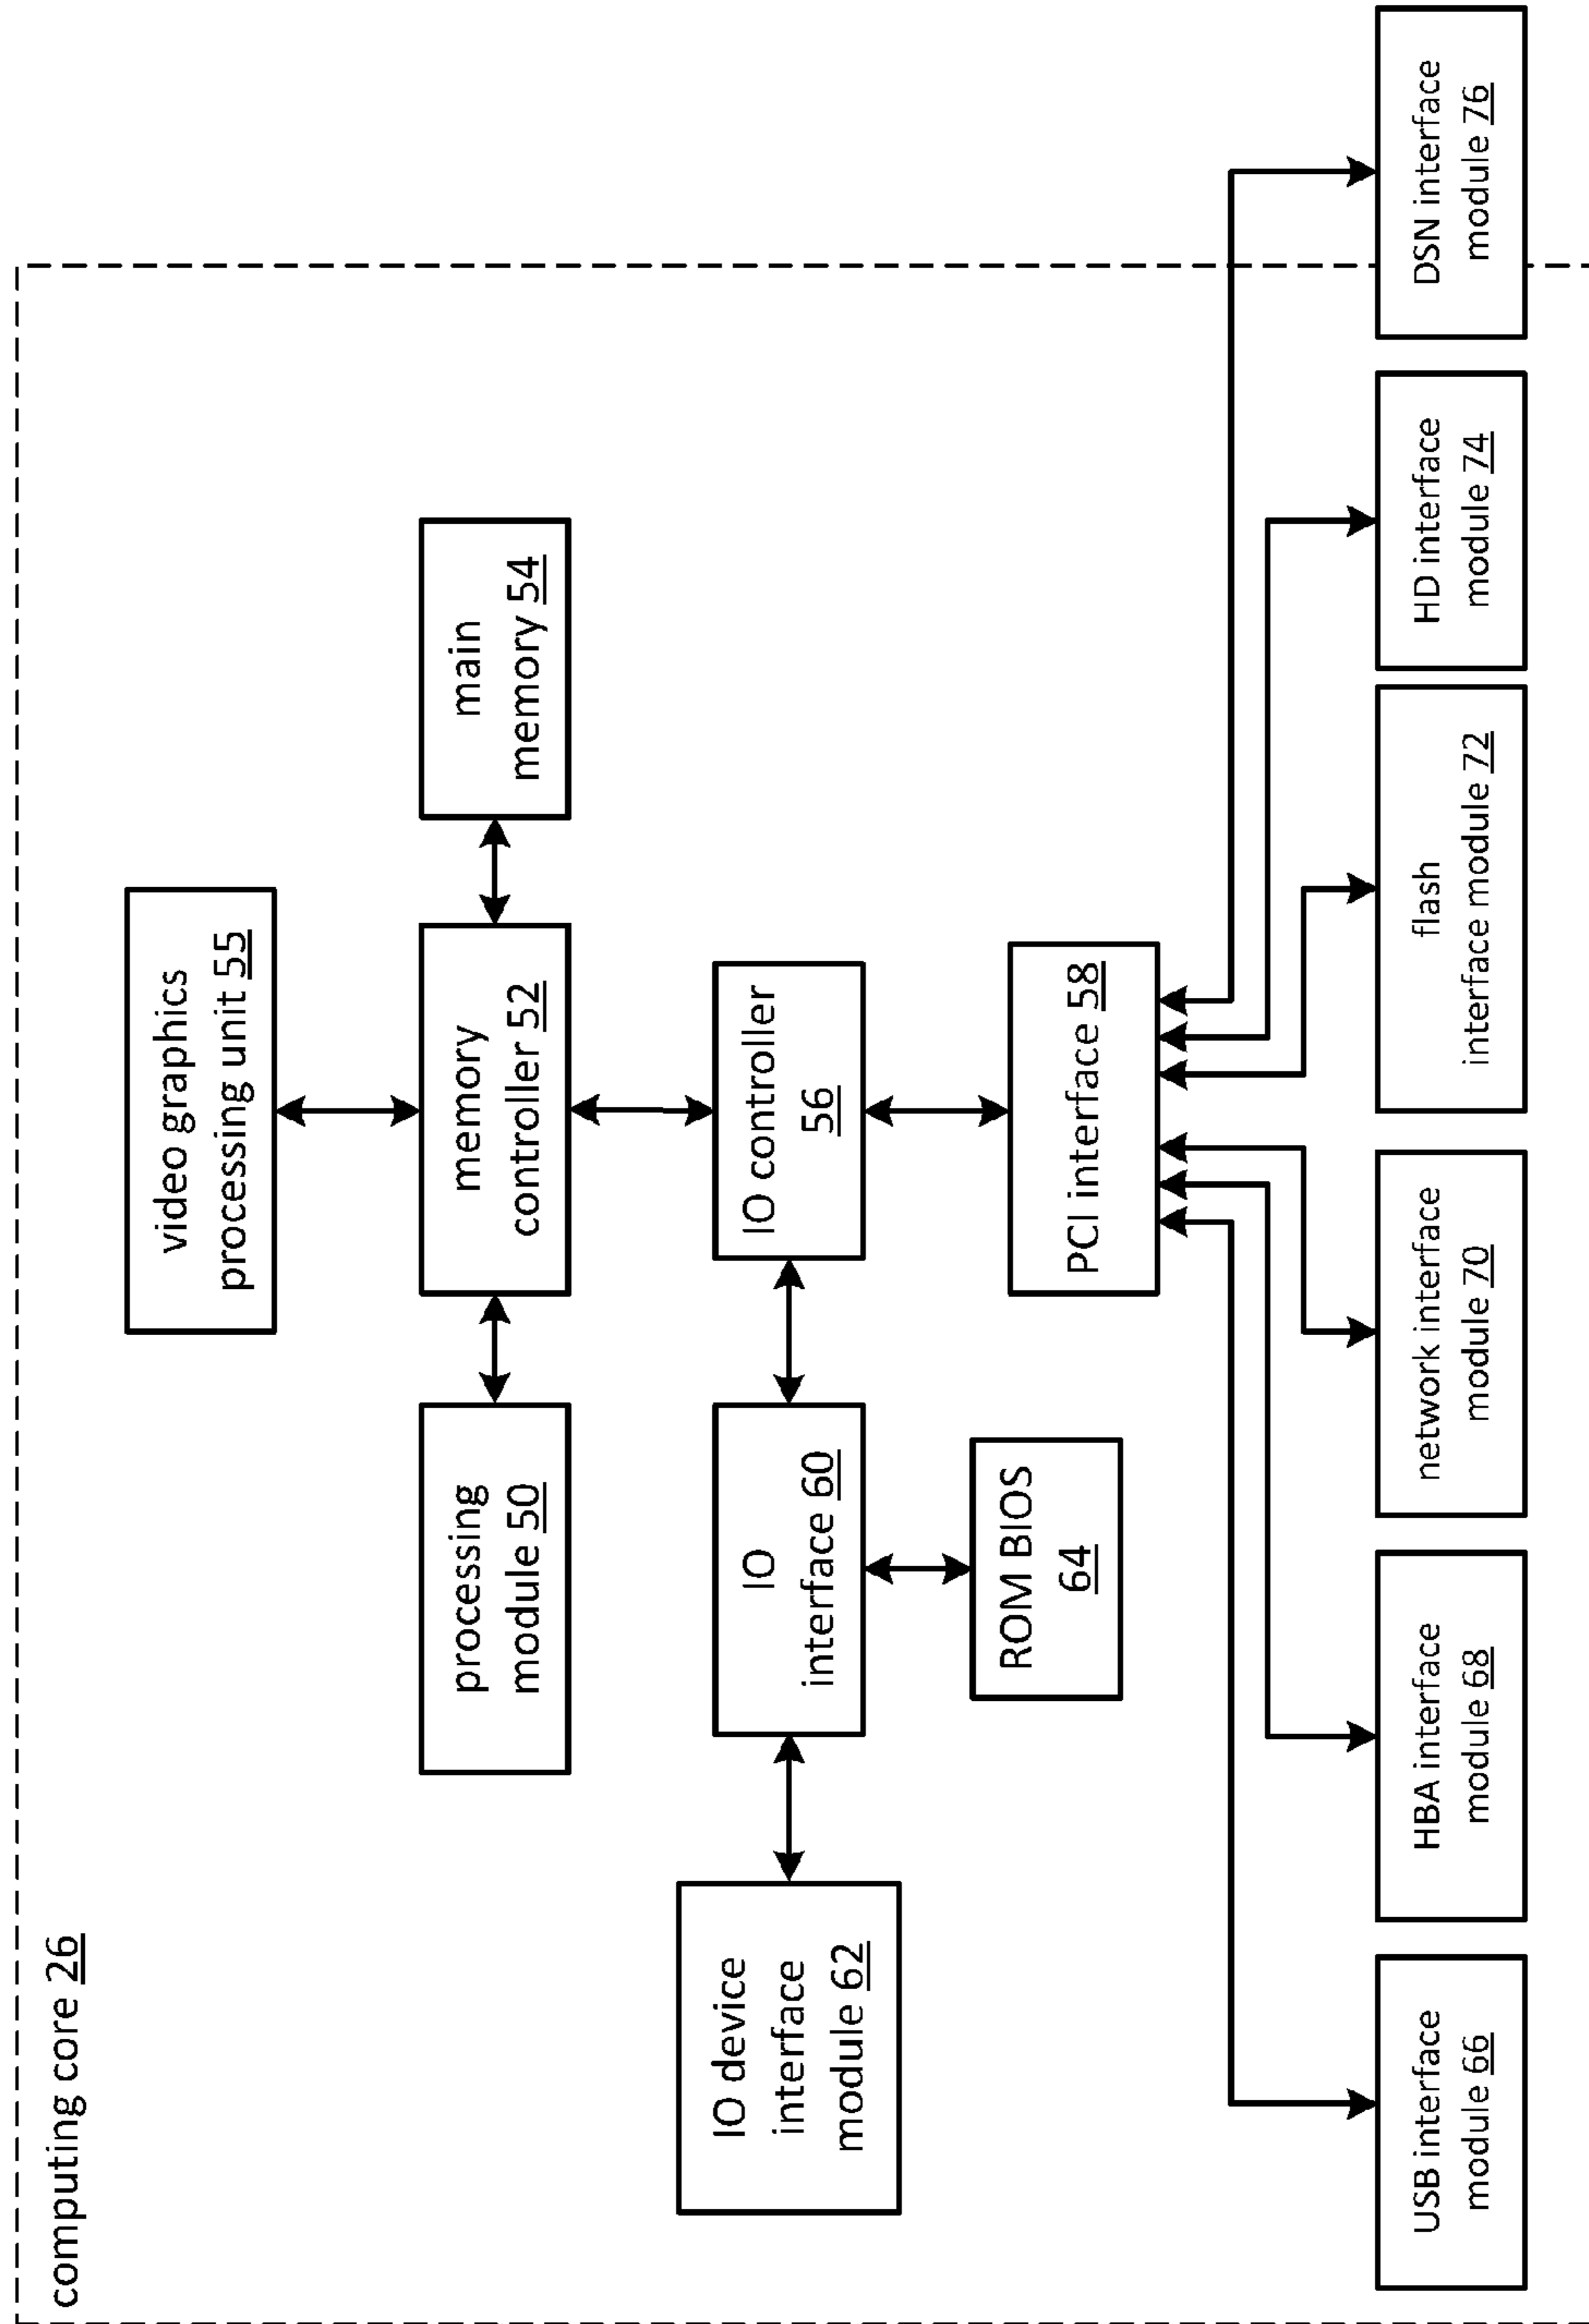 computing core 26
video graphics
processing unit 55
processing
module 50
memory
controller 52
main
memory 54
IO device
interface
module 62
IO
interface 60
IO controller
56
ROM BIOS
64
PCI interface 58
USB interface
module 66
HBA interface
module 68
network interface
module 70
flash
interface module 72
HD interface
module 74
DSN interface
module 76